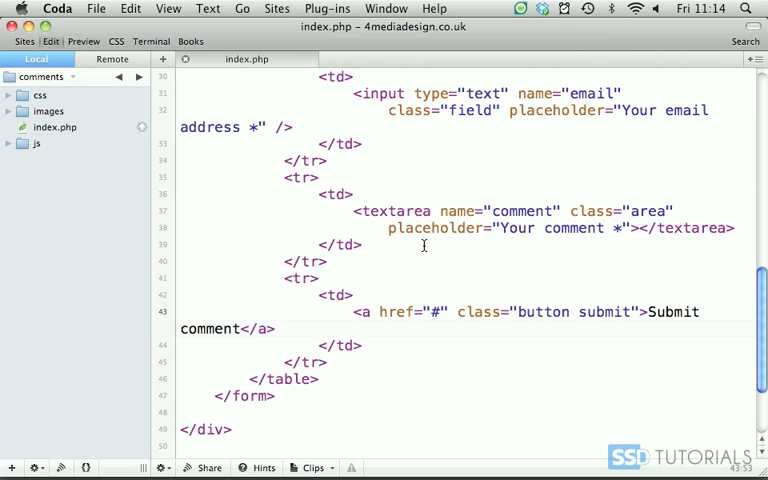 Coda File Edit View Text Go Sites Plug-ins Window Help Fri 11:14
index.php - 4mediadesign.co.uk
Sites Edit Preview CSS Terminal Books Search
Local Remote index.php
comments
css
images
index.php
js
30 <td>
31 <input type="text" name="email"
32 class="field" placeholder="Your email
address *" />
33 </td>
34 </tr>
35 <tr>
36 <td>
37 <textarea name="comment" class="area"
38 placeholder="Your comment *"></textarea>
39 </td>
40 </tr>
41 <tr>
42 <td>
43 <a href="#" class="button submit">Submit
comment</a>
44 </td>
45 </tr>
46 </table>
47 </form>
48
49 </div>
50
SSD TUTORIALS
Share Hints Clips 43:53